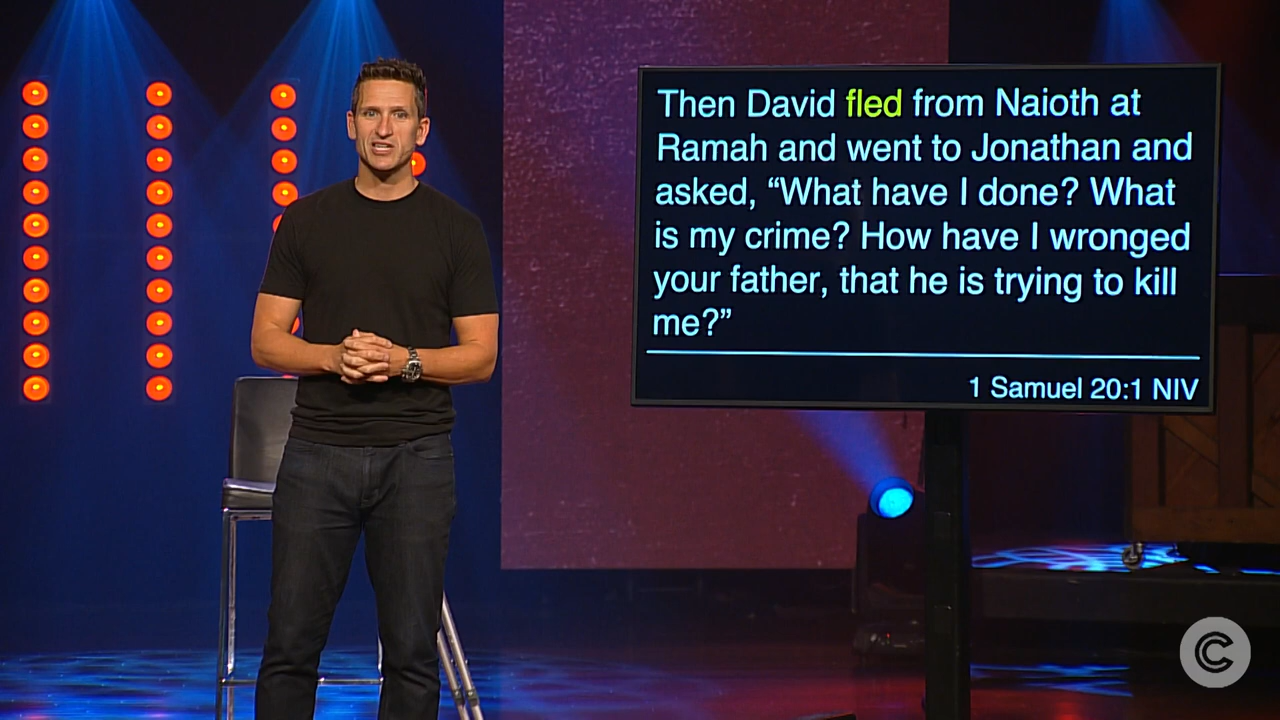 Then David fled from Naioth at
Ramah and went to Jonathan and
asked, “What have I done? What
is my crime? How have I wronged
your father, that he is trying to kill
me?”
1 Samuel 20:1 NIV